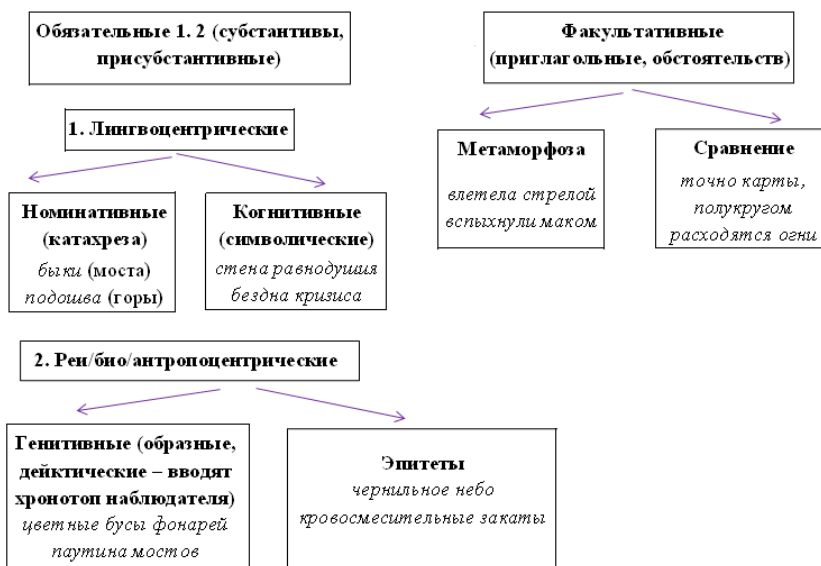 Обязательные 1. 2 (субстантивы,
присубстантивные)
Факультативные
(приглагольные, обстоятельств)
1. Лингвоцентрические
Метаморфоза
влетела стрелой
вспыхнули маком
Сравнение
точно карты,
полукругом
расходятся огни
Номинативные
(катахреза)
быки (моста)
подошва (горы)
Когнитивные
(символические)
стена равнодушия
бездна кризиса
2. Реи/био/антропоцентрические
Генитивные (образные,
дейктические – вводят
хронотоп наблюдателя)
цветные бусы фонарей
паутина мостов
Эпитеты
чернильное небо
кровосмесительные закаты